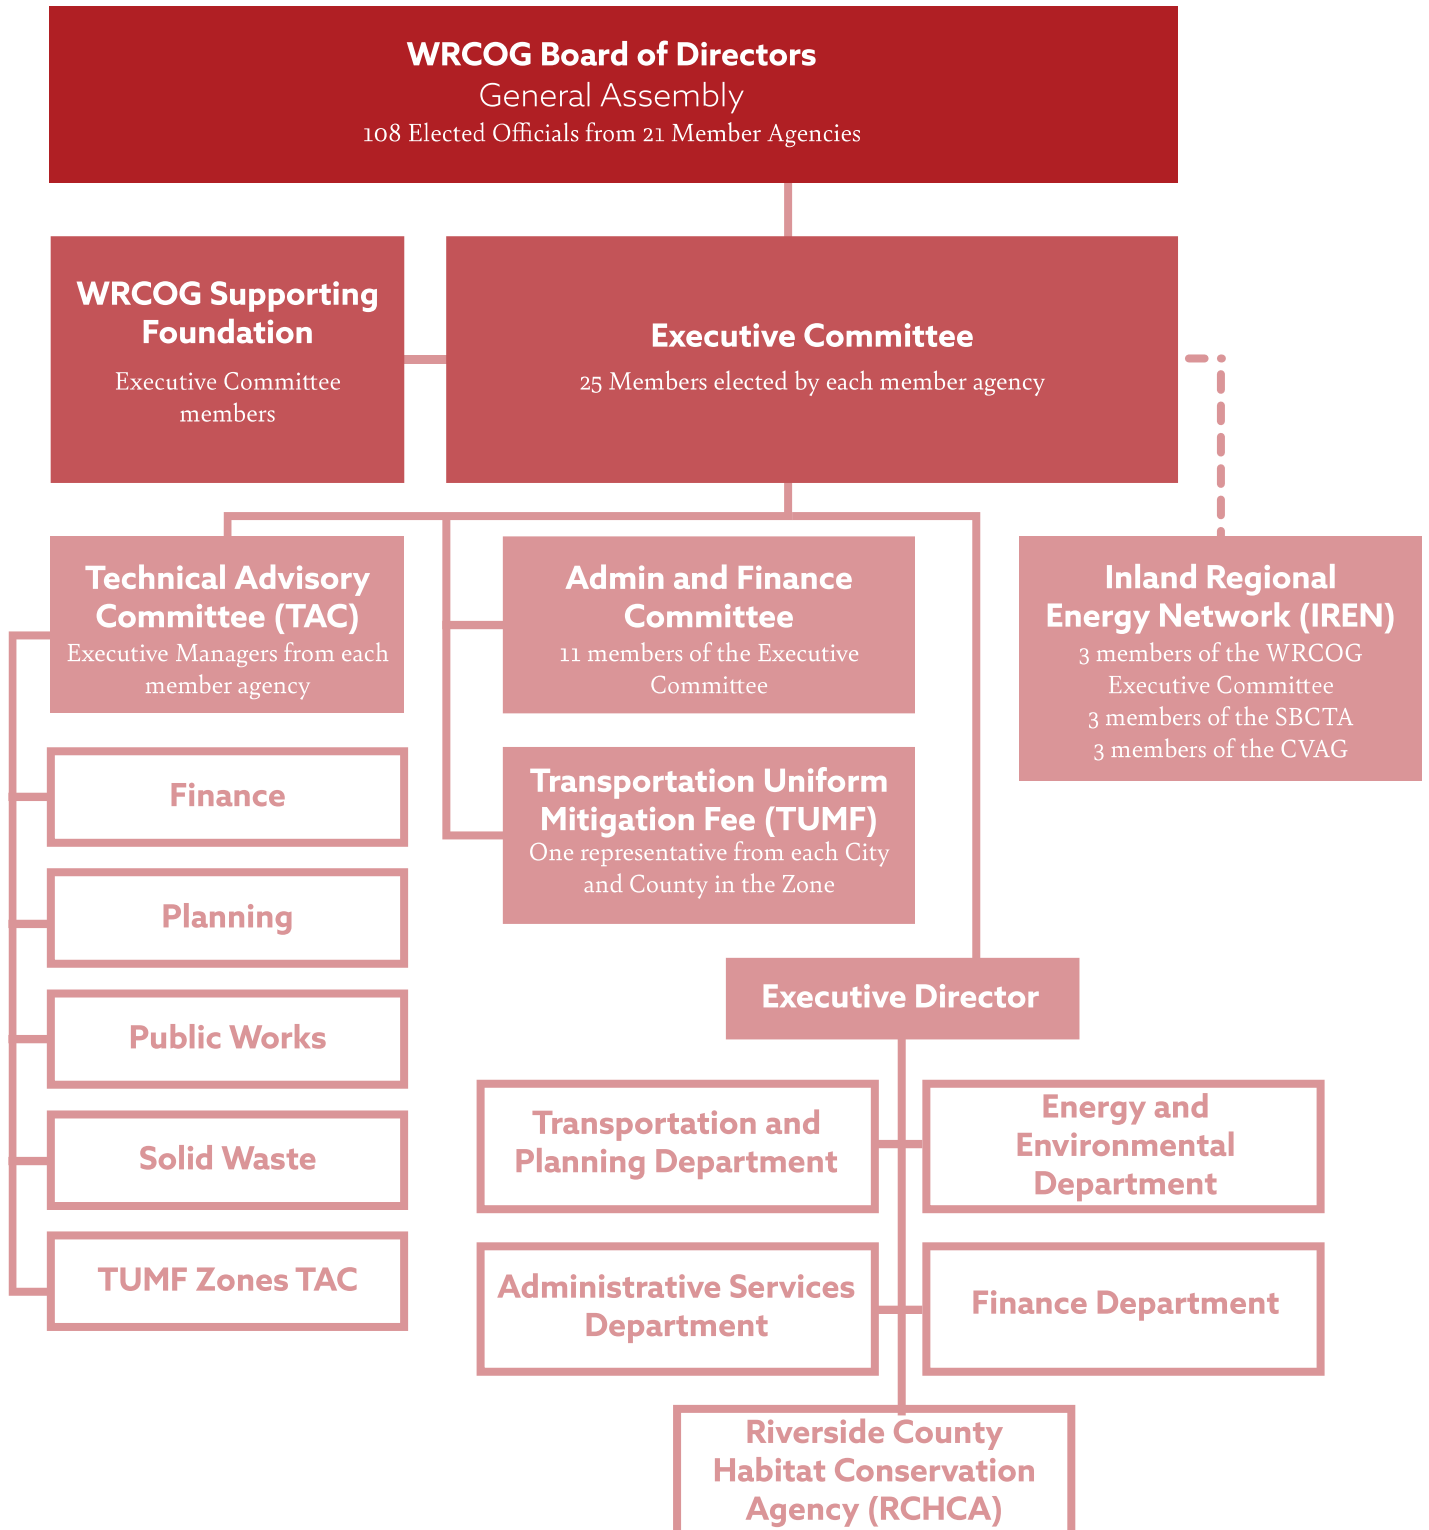 WRCOG Board of Directors
General Assembly
108 Elected Officials from 21 Member Agencies
WRCOG Supporting
Foundation
Executive Committee
members
Executive Committee
25 Members elected by each member agency
Technical Advisory
Committee (TAC)
Executive Managers from each
member agency
Admin and Finance
Committee
11 members of the Executive
Committee
Inland Regional
Energy Network (IREN)
3 members of the WRCOG
Executive Committee
3 members of the SBCTA
3 members of the CVAG
Finance
Planning
Public Works
Solid Waste
TUMF Zones TAC
Transportation Uniform
Mitigation Fee (TUMF)
One representative from each City
and County in the Zone
Executive Director
Transportation and
Planning Department
Energy and
Environmental
Department
Administrative Services
Department
Finance Department
Riverside County
Habitat Conservation
Agency (RCHCA)